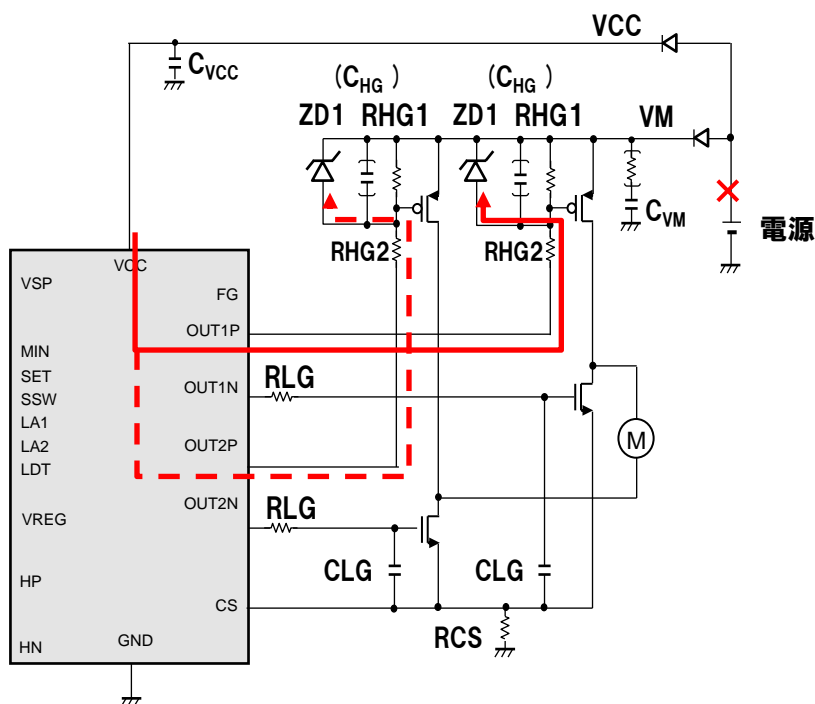 VCC
CVCC
(CHG) (CHG)
ZD1 RHG1 ZD1 RHG1 VM
CVM
電源
RHG2 RHG2
VCC
VSP
FG
OUT1P
MIN
SET
SSW
LA1
LA2
LDT
OUT1N
RLG
OUT2P
M
VREG
OUT2N
RLG
CLG CLG
HP
CS
RCS
HN
GND